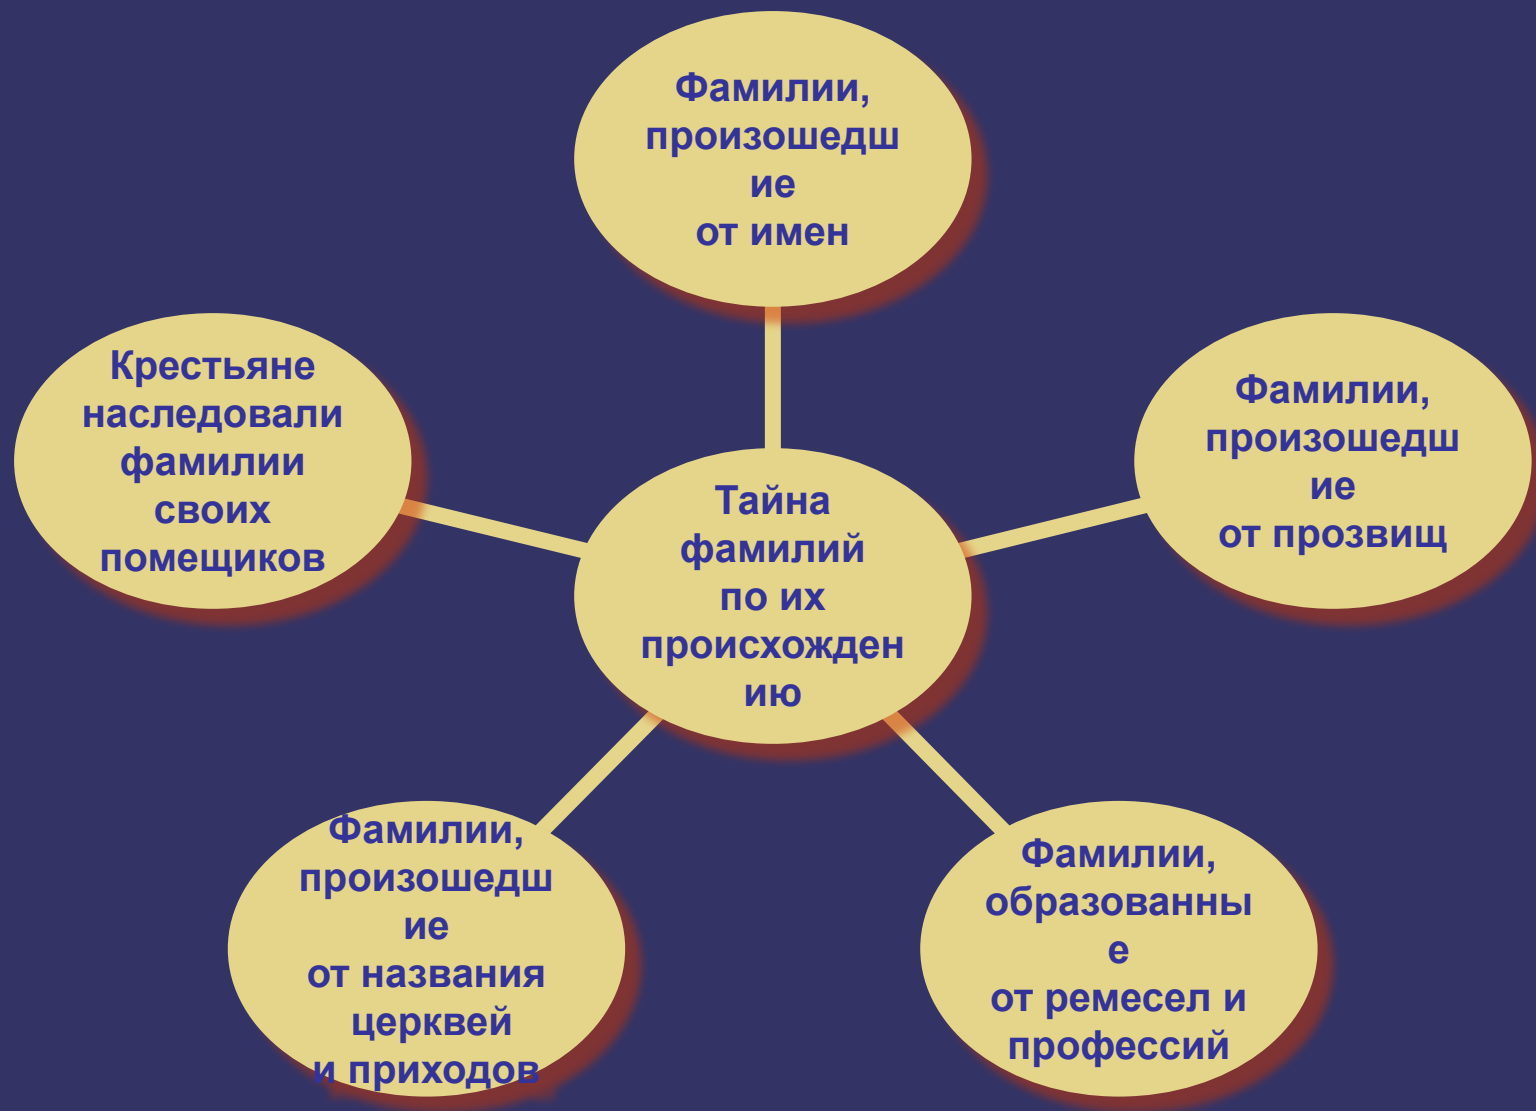 Фамилии,
произошедш
ие
от имен
Крестьяне
наследовали
фамилии
своих
помещиков
Фамилии,
произошедш
ие
от прозвищ
Тайна
фамилий
по их
происхожден
ию
Фамилии,
произошедш
ие
от названия
церквей
и приходов
Фамилии,
образованны
е
от ремесел и
профессий